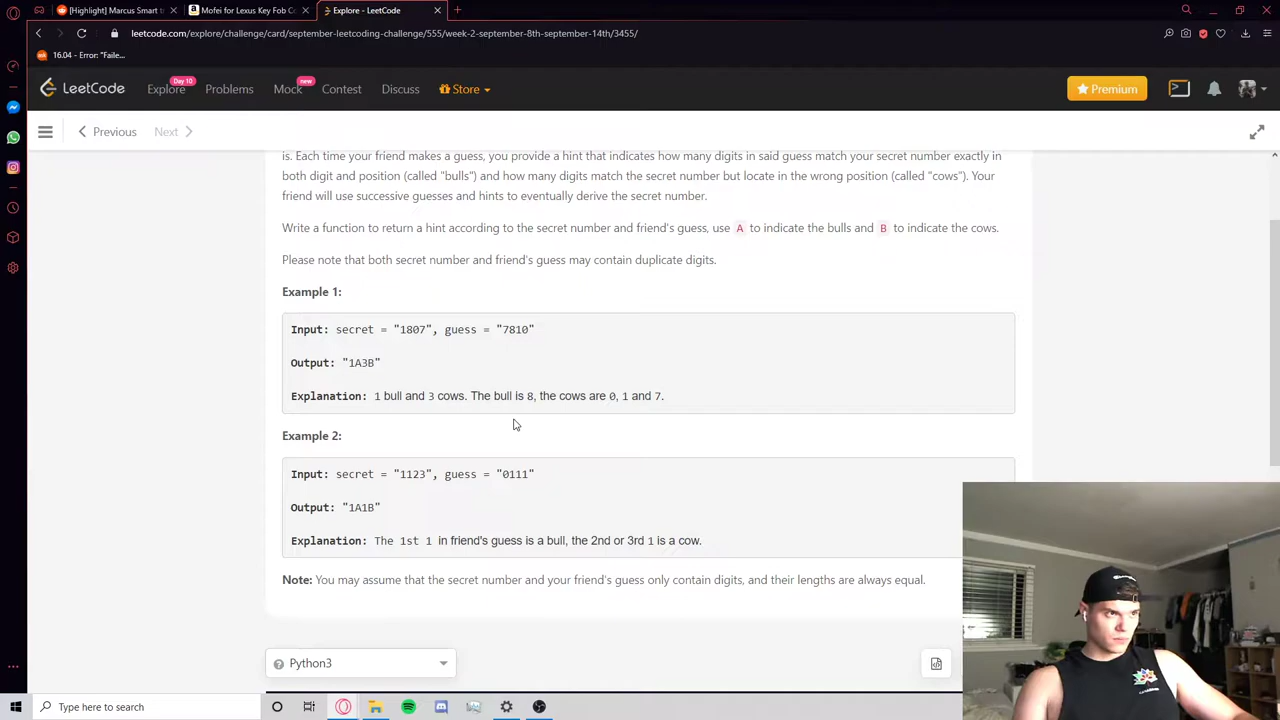 [Highlight] Marcus Smart tr
Mofei for Lexus Key Fob Co
Explore - LeetCode
leetcode.com/explore/challenge/card/september-leetcoding-challenge/555/week-2-september-8th-september-14th/3455/
16.04 - Error: "Faile...
LeetCode
Explore
Day 10
Problems
Mock
new
Contest
Discuss
Store
Premium
Previous
Next
is. Each time your friend makes a guess, you provide a hint that indicates how many digits in said guess match your secret number exactly in
both digit and position (called "bulls") and how many digits match the secret number but locate in the wrong position (called "cows"). Your
friend will use successive guesses and hints to eventually derive the secret number.
Write a function to return a hint according to the secret number and friend's guess, use A to indicate the bulls and B to indicate the cows.
Please note that both secret number and friend's guess may contain duplicate digits.
Example 1:
Input: secret = "1807", guess = "7810"
Output: "1A3B"
Explanation: 1 bull and 3 cows. The bull is 8, the cows are 0, 1 and 7.
Example 2:
Input: secret = "1123", guess = "0111"
Output: "1A1B"
Explanation: The 1st 1 in friend's guess is a bull, the 2nd or 3rd 1 is a cow.
Note: You may assume that the secret number and your friend's guess only contain digits, and their lengths are always equal.
Python3
Type here to search